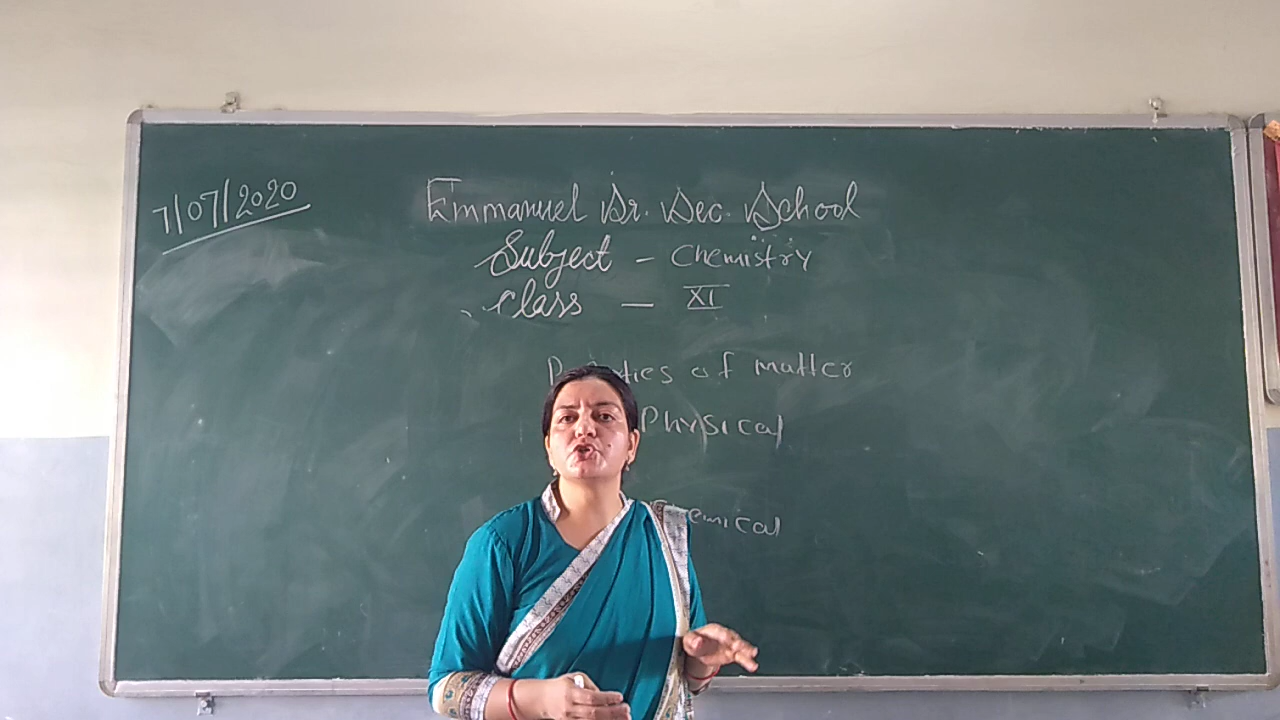 7/07/2020
Emmanuel Sr. Sec. School
Subject - Chemistry
Class - XI
of matter
Physical